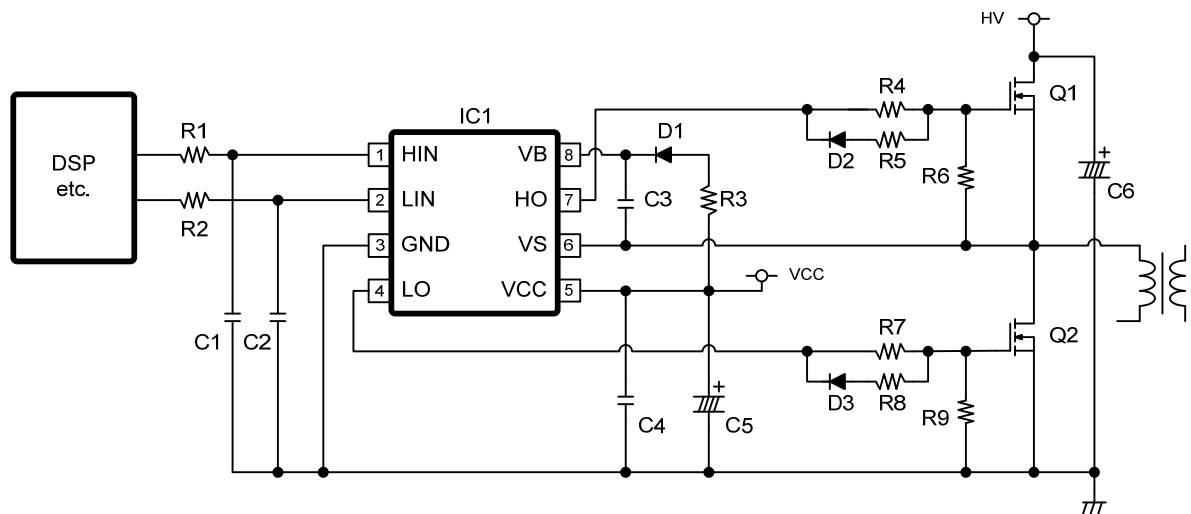 HV
R4
Q1
IC1
R1
D1
DSP
etc.
1 HIN VB 8
D2 R5
R6
C6
2 LIN HO 7
C3 R3
R2
3 GND VS 6
VCC
4 LO VCC 5
R7
Q2
C1 C2
D3 R8
R9
C4 C5
+
+